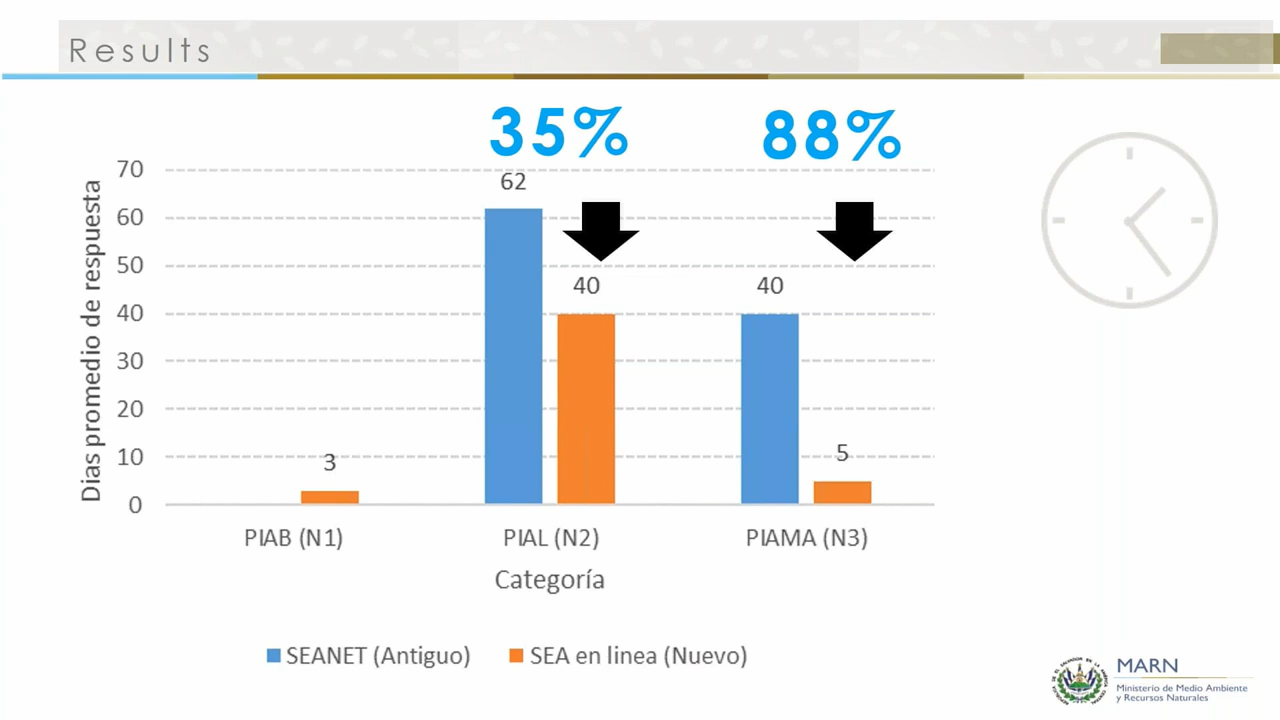 Results
35%
88%
Dias promedio de respuesta
70
60
50
40
30
20
10
0
3
62
40
40
5
PIAB (N1)
PIAL (N2)
PIAMA (N3)
Categoría
SEANET (Antiguo)
SEA en linea (Nuevo)
MARN
Ministerio de Medio Ambiente
y Recursos Naturales